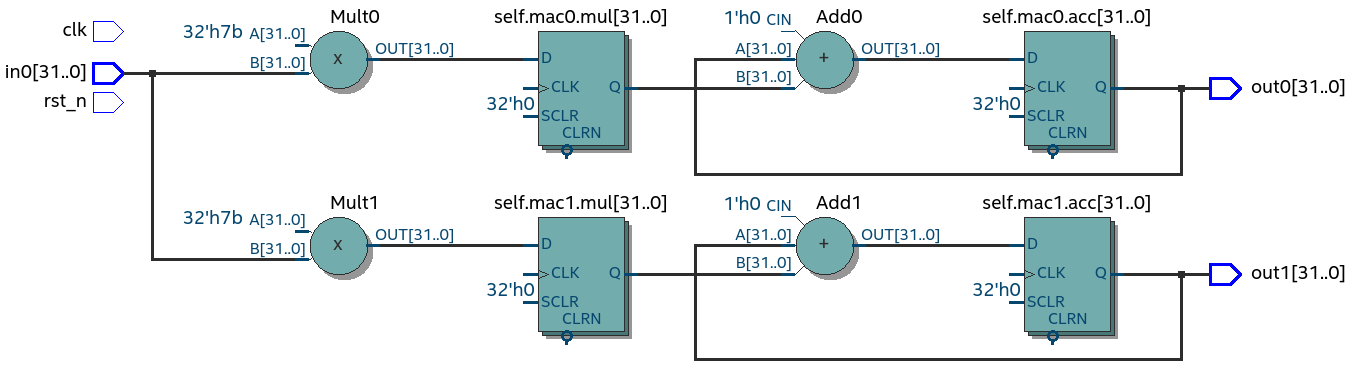 Mult0
self.mac0.mul[31..0]
1'h0 CIN
Add0
self.mac0.acc[31..0]
clk
32'h7b A[31..0]
x
OUT[31..0]
D
A[31..0]
+
OUT[31..0]
D
in0[31..0]
B[31..0]
CLK
Q
B[31..0]
CLK
Q
out0[31..0]
rst_n
32'h0
SCLR
32'h0
SCLR
CLRN
CLRN
Mult1
self.mac1.mul[31..0]
1'h0 CIN
Add1
self.mac1.acc[31..0]
32'h7b A[31..0]
x
OUT[31..0]
D
A[31..0]
+
OUT[31..0]
D
B[31..0]
CLK
Q
B[31..0]
CLK
Q
out1[31..0]
32'h0
SCLR
32'h0
SCLR
CLRN
CLRN